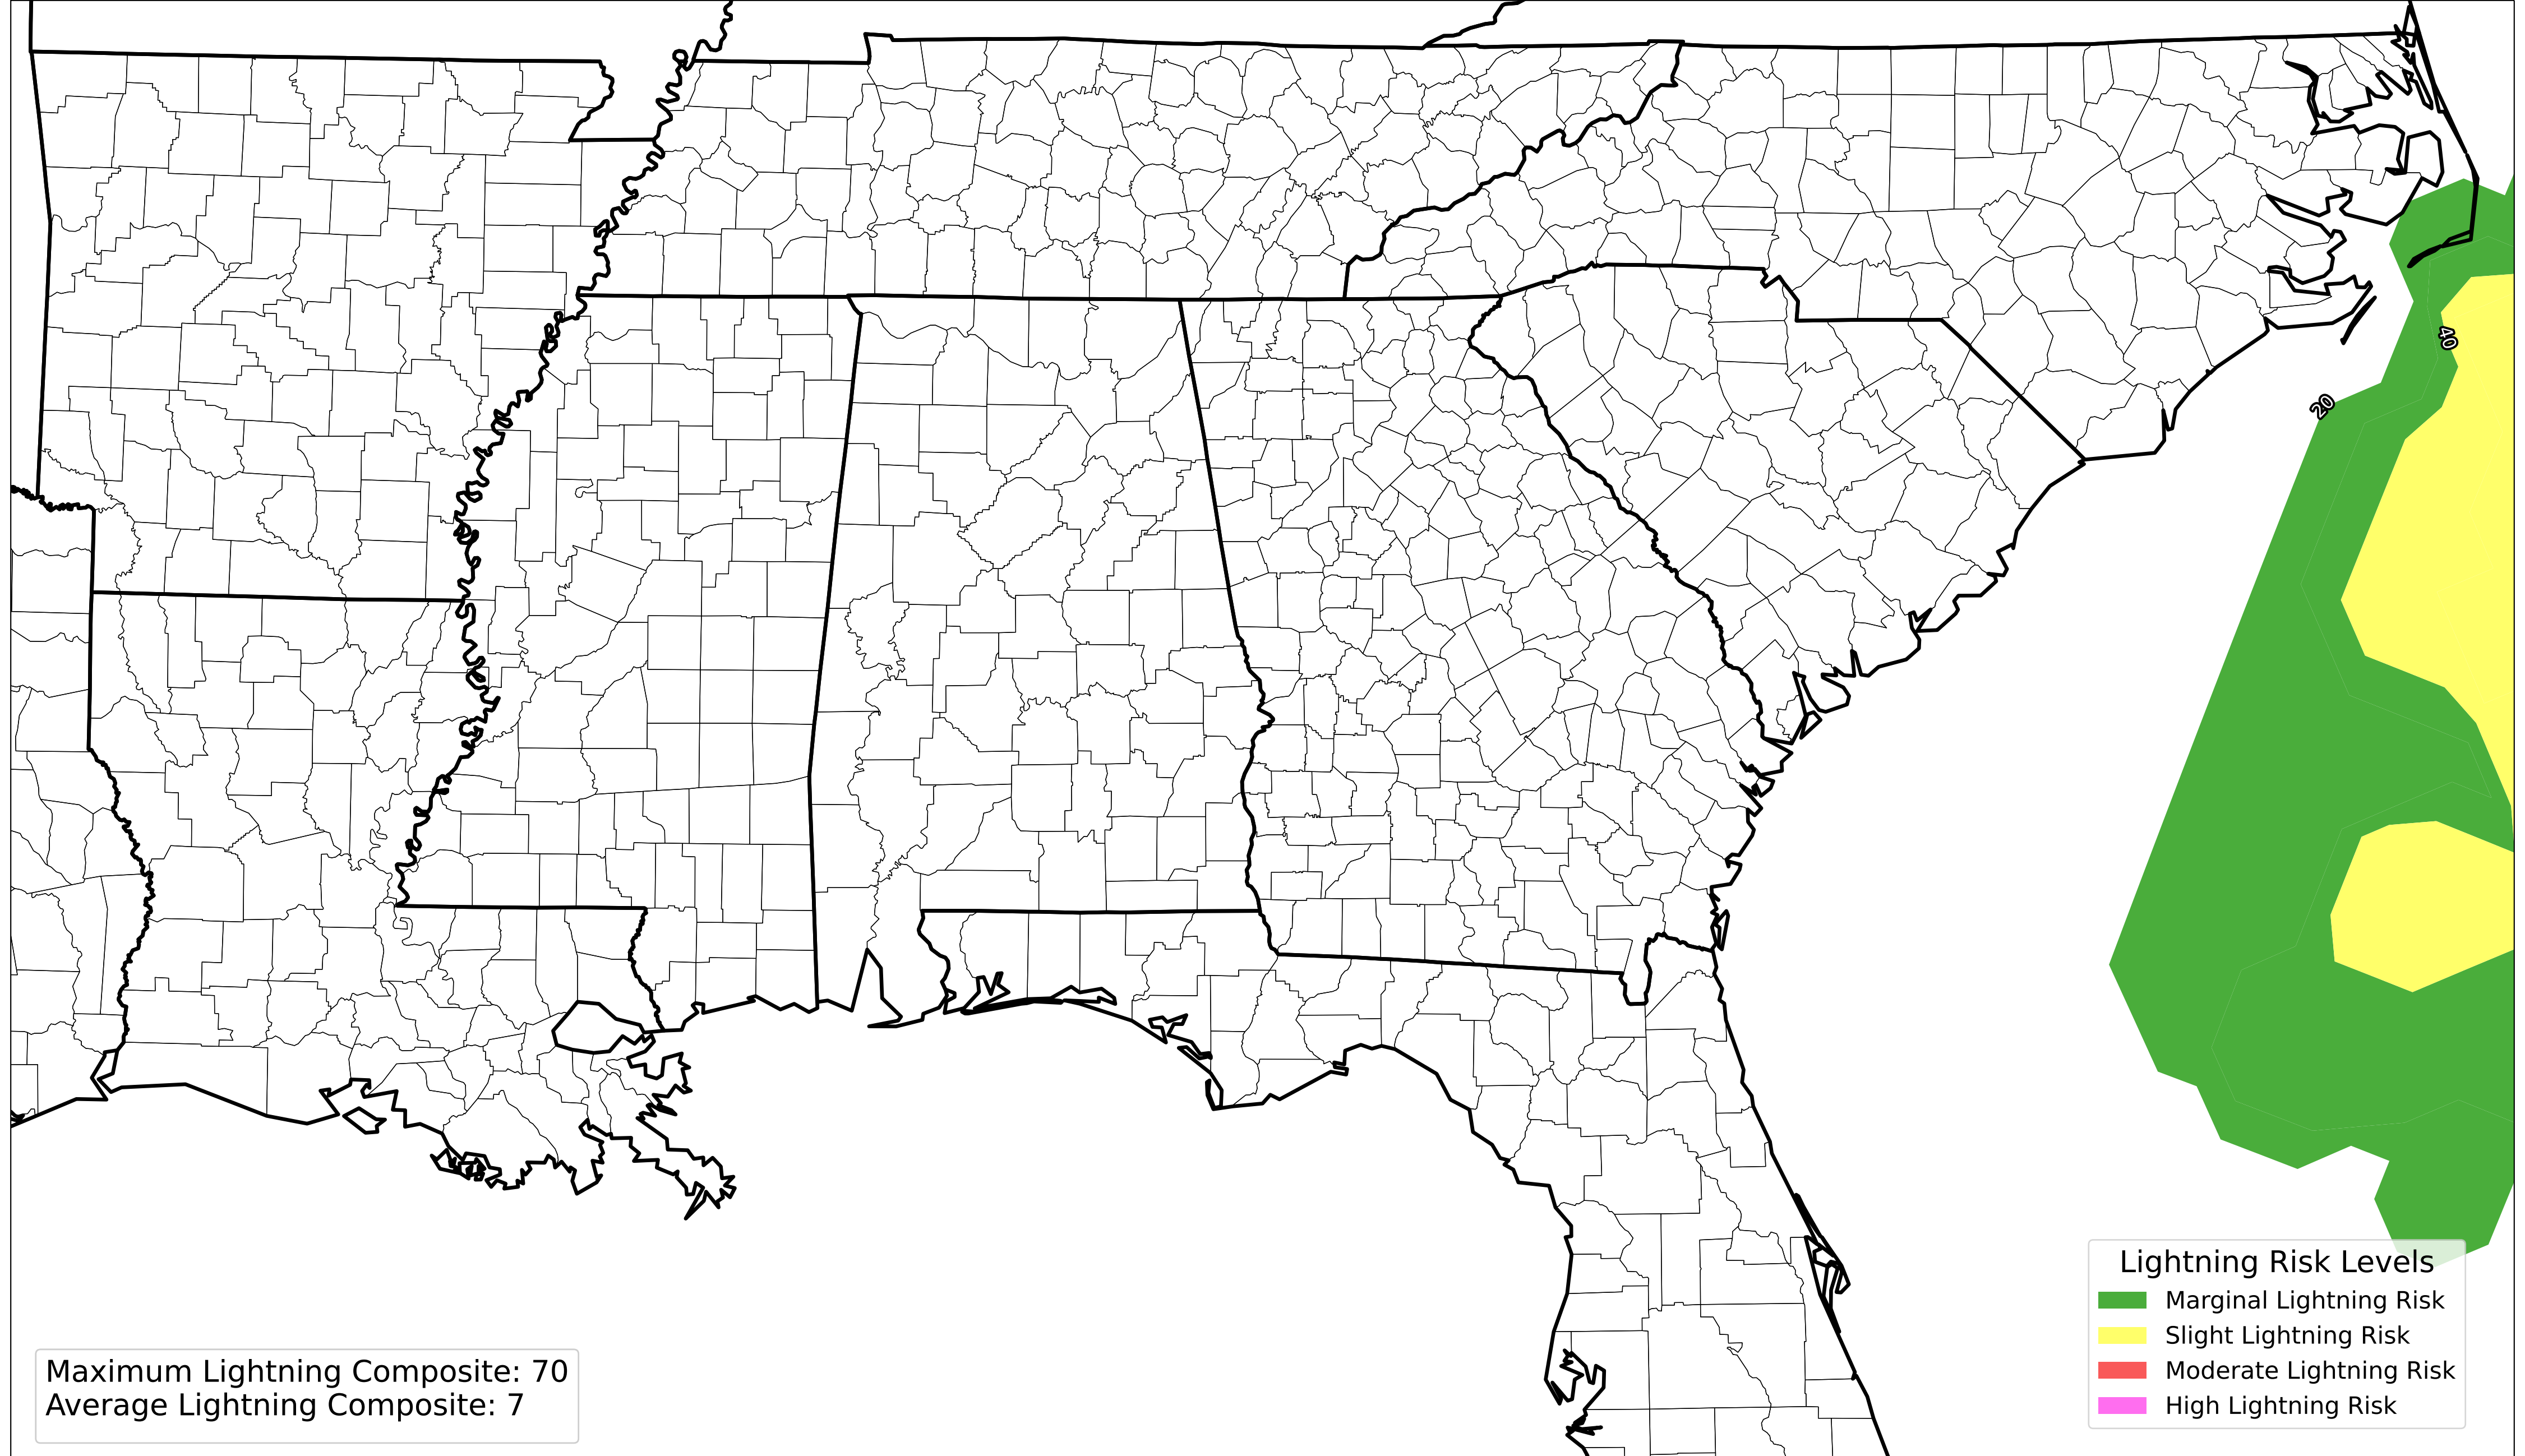 40
20
Lightning Risk Levels
Marginal Lightning Risk
Slight Lightning Risk
Moderate Lightning Risk
High Lightning Risk
Maximum Lightning Composite: 70
Average Lightning Composite: 7